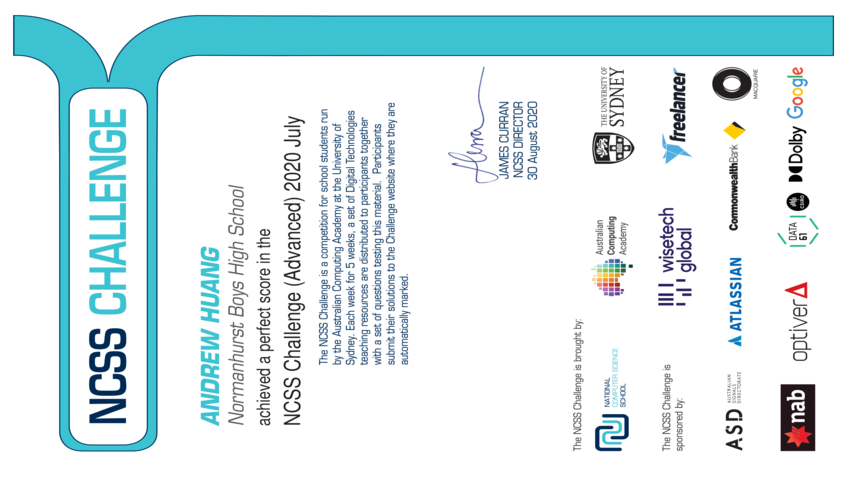 NCSS CHALLENGE
ANDREW HUANG
Normanhurst Boys High School
achieved a perfect score in the
NCSS Challenge (Advanced) 2020 July
The NCSS Challenge is a competition for school students run
by the Australian Computing Academy at the University of
Sydney. Each week for 5 weeks, a set of Digital Technologies
teaching resources are distributed to participants together
with a set of questions testing this material. Participants
submit their solutions to the Challenge website where they are
automatically marked.
JAMES CURRAN
NCSS DIRECTOR
30 August 2020
The NCSS Challenge is brought by:
NATIONAL
COMPUTER SCIENCE
SCHOOL
Australian
Computing
Academy
THE UNIVERSITY OF
SYDNEY
The NCSS Challenge is
sponsored by:
wisetech
global
freelancer
ASD
AUSTRALIAN
SIGNALS
DIRECTORATE
ATLASSIAN
CommonwealthBank
MACQUARIE
nab
optiver
DATA
61
CSIRO
Dolby
Google